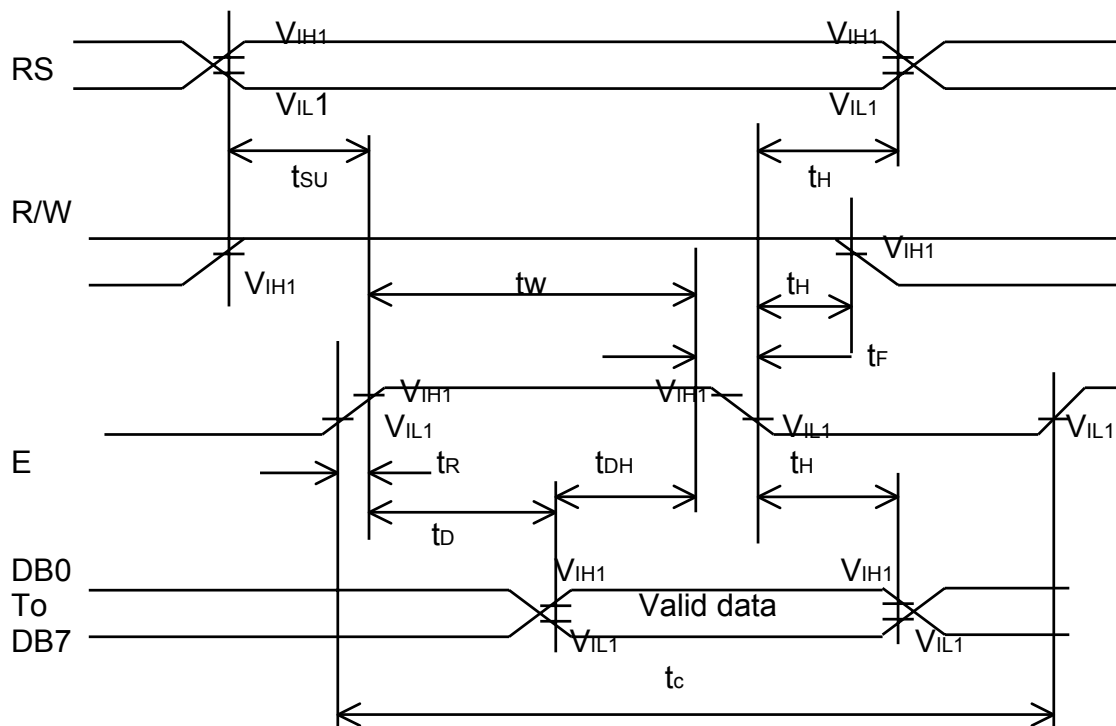 VIH1 VIH1
RS
VIL1 VIL1
tSU tH
R/W
VIH1
VIH1
tW tH
tF
VIH1 VIH1
VIL1 VIL1 VIL1
E
tR tDH tH
tD
DB0 VIH1 VIH1
To Valid data
DB7 VIL1 VIL1
tc